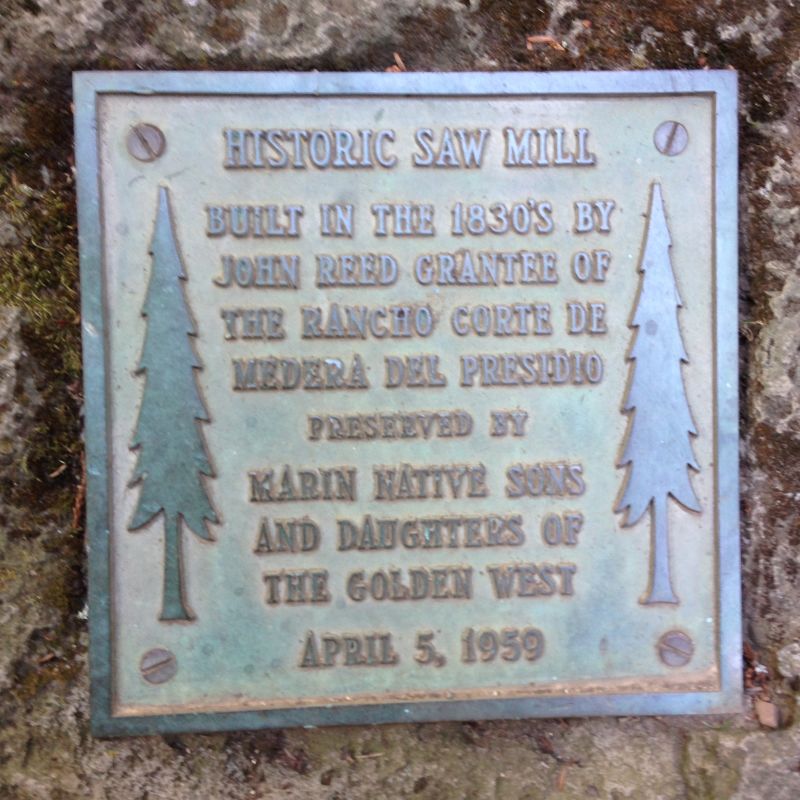 HISTORIC SAW MILL
BUILT IN THE 1830'S BY
JOHN REED GRANTEE OF
THE RANCHO CORTE DE
MEDERA DEL PRESIDIO
PRESERVED BY
MARIN NATIVE SONS
AND DAUGHTERS OF
THE GOLDEN WEST
APRIL 5, 1959